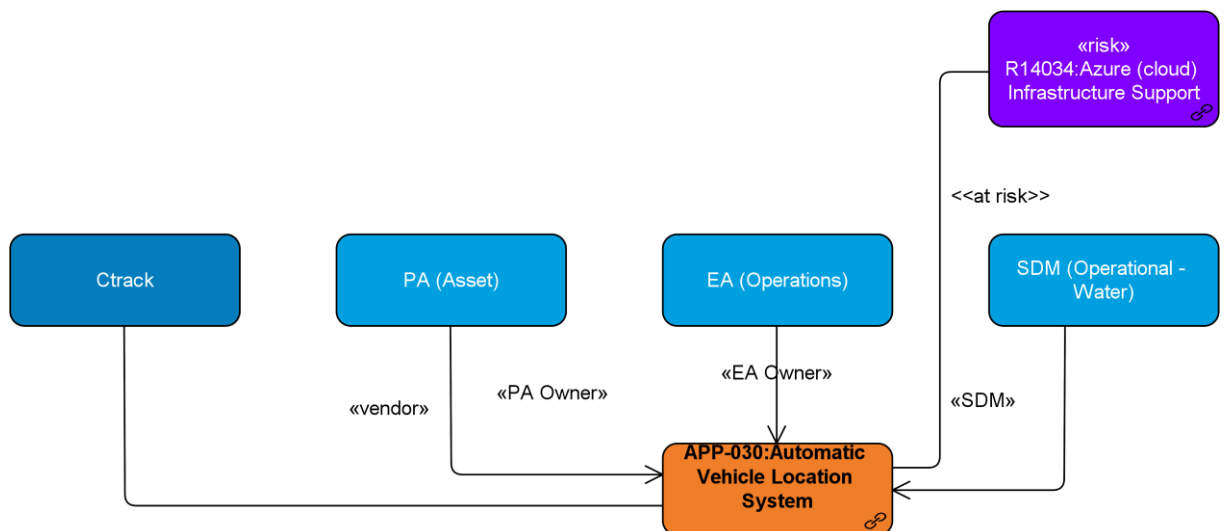 «risk»
R14034:Azure (cloud)
Infrastructure Support
<<at risk>>
Ctrack
PA (Asset)
EA (Operations)
SDM (Operational -
Water)
«vendor»
«PA Owner»
«EA Owner»
«SDM»
APP-030:Automatic
Vehicle Location
System